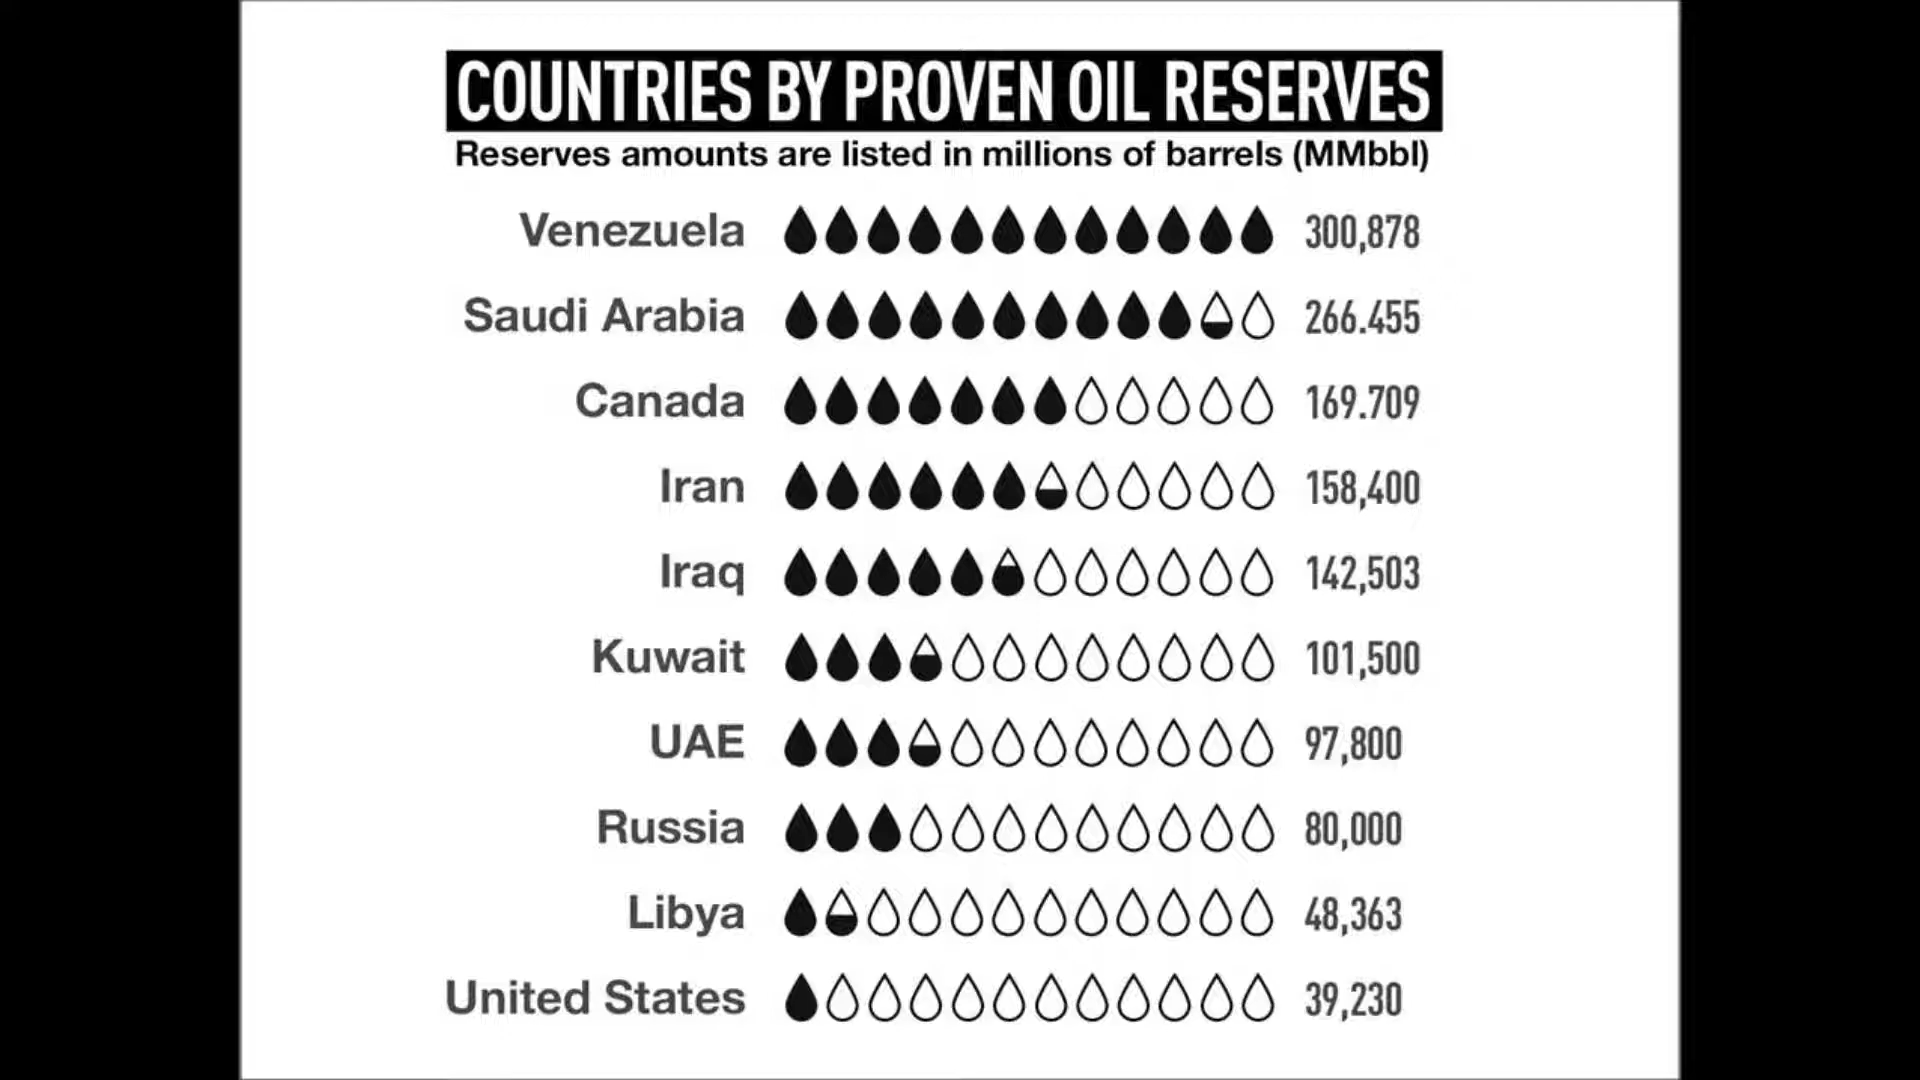 COUNTRIES BY PROVEN OIL RESERVES
Reserves amounts are listed in millions of barrels (MMbbl)
Venezuela 300,878
Saudi Arabia 266.455
Canada 169.709
Iran 158,400
Iraq 142,503
Kuwait 101,500
UAE 97,800
Russia 80,000
Libya 48,363
United States 39,230